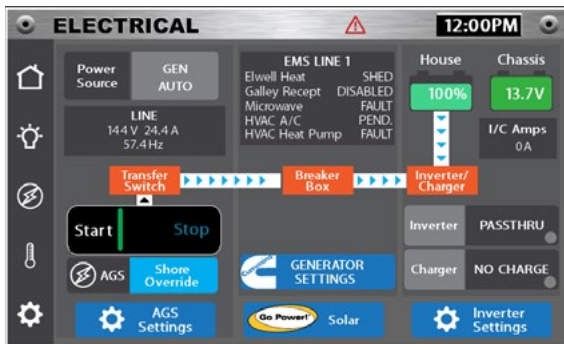 ELECTRICAL
12:00PM
Power
Source
GEN
AUTO
LINE
144 V 24.4 A
57.4 Hz
EMS LINE 1
Elwell Heat SHED
Galley Recept DISABLED
Microwave FAULT
HVAC A/C PEND.
HVAC Heat Pump FAULT
House
Chassis
100%
13.7V
I/C Amps
0 A
Transfer
Switch
Breaker
Box
Inverter/
Charger
Start
Stop
AGS
Shore
Override
GENERATOR
SETTINGS
Inverter
PASSTHRU
Charger
NO CHARGE
AGS
Settings
Go Power!
Solar
Inverter
Settings